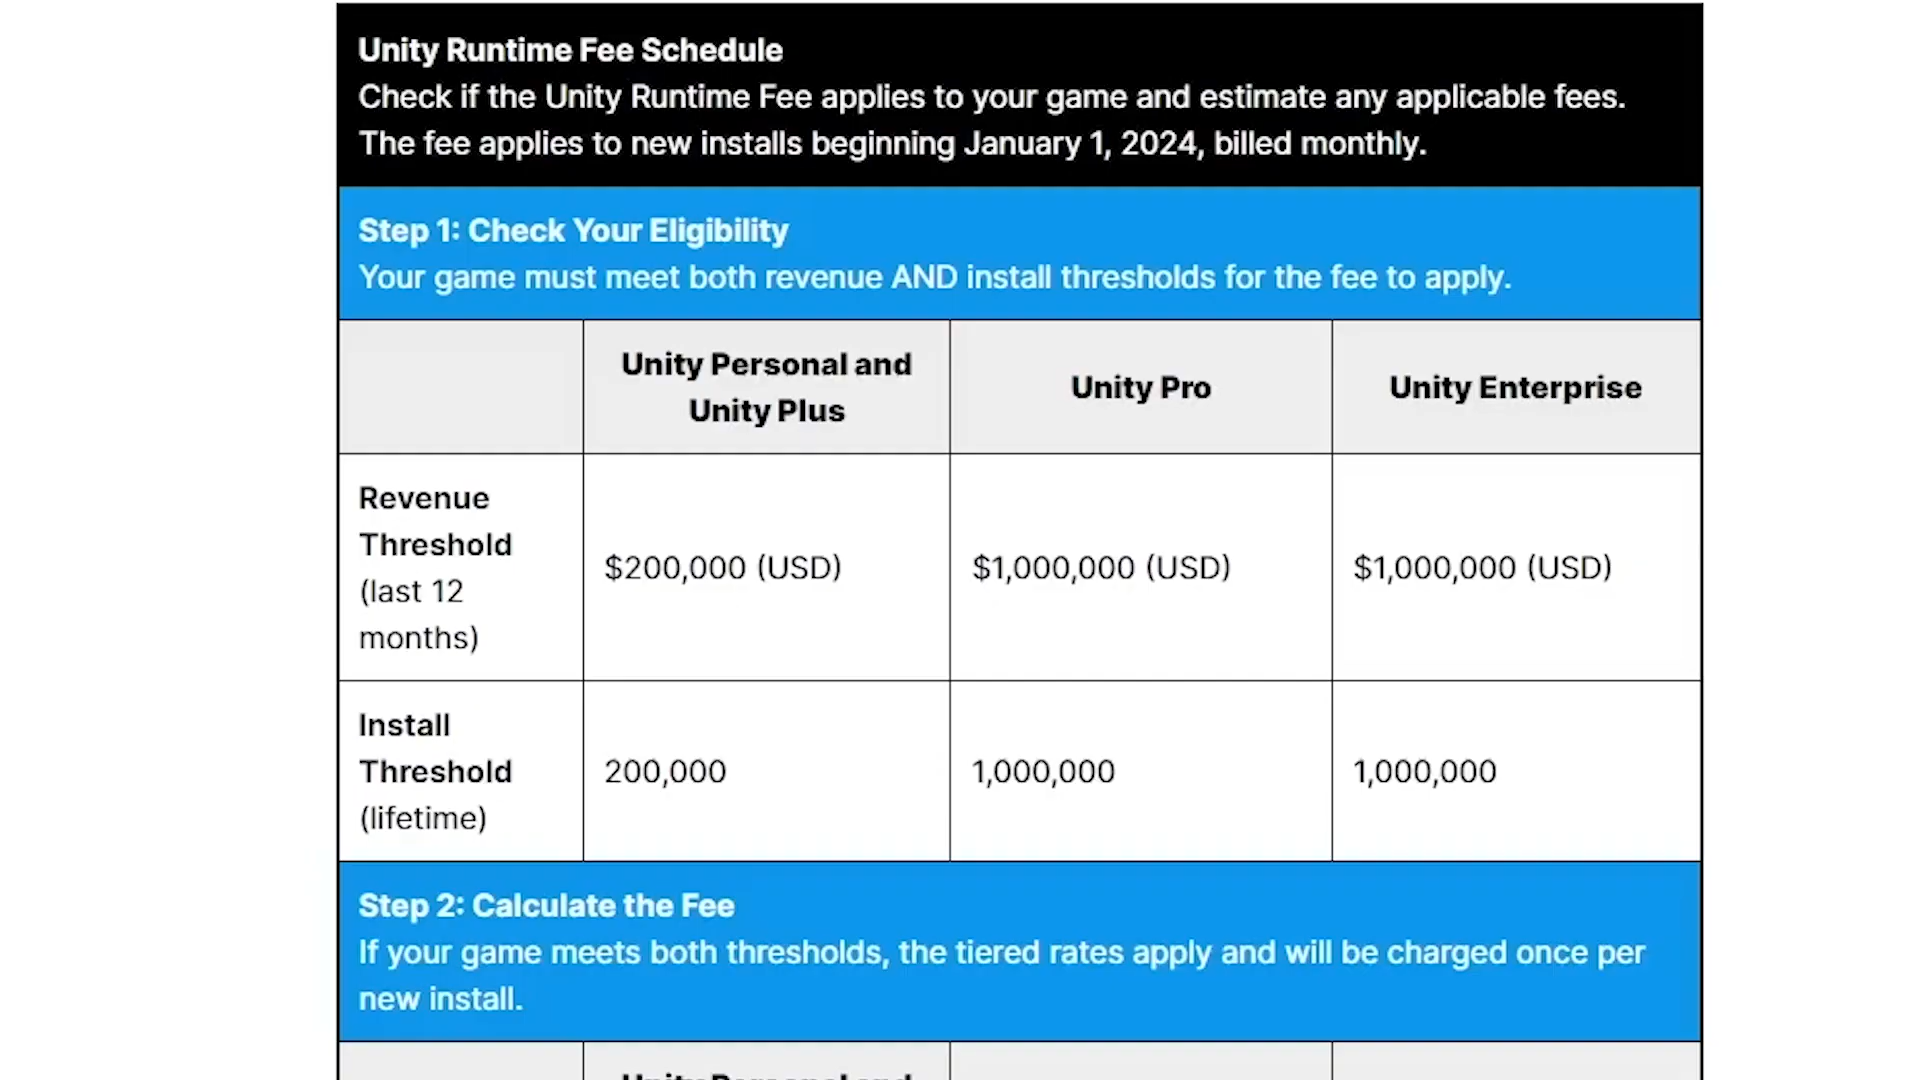 Unity Runtime Fee Schedule
Check if the Unity Runtime Fee applies to your game and estimate any applicable fees.
The fee applies to new installs beginning January 1, 2024, billed monthly.
Step 1: Check Your Eligibility
Your game must meet both revenue AND install thresholds for the fee to apply.
Unity Personal and
Unity Plus
Unity Pro
Unity Enterprise
Revenue
Threshold
(last 12
months)
$200,000 (USD)
$1,000,000 (USD)
$1,000,000 (USD)
Install
Threshold
(lifetime)
200,000
1,000,000
1,000,000
Step 2: Calculate the Fee
If your game meets both thresholds, the tiered rates apply and will be charged once per
new install.
Unity Personal and